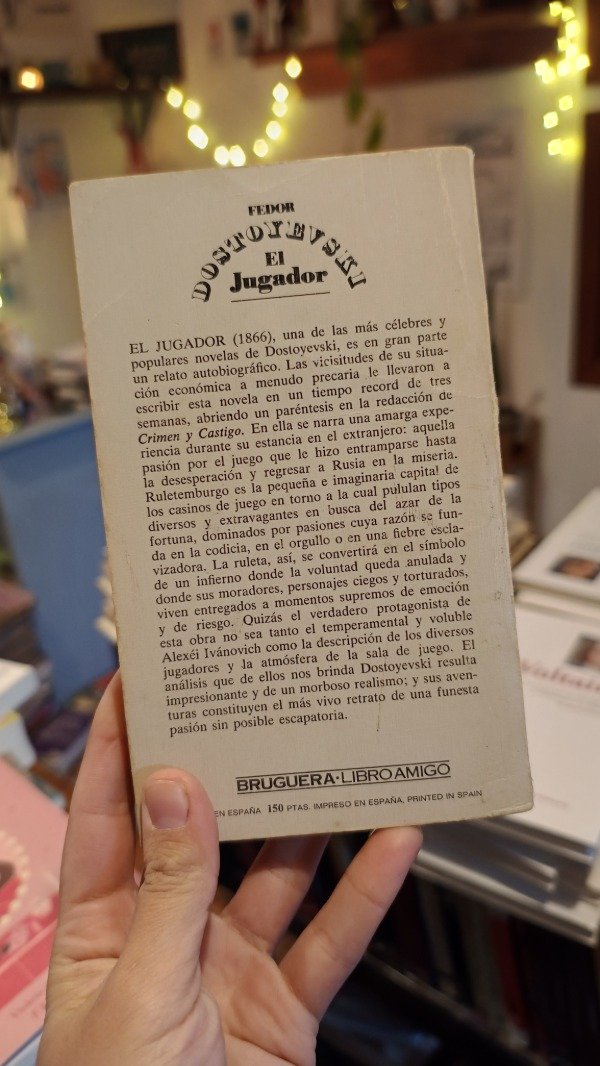 FEDOR
DOSTOYEVSKI
El
Jugador
EL JUGADOR (1866), una de las más célebres y
populares novelas de Dostoyevski, es en gran parte
un relato autobiográfico. Las vicisitudes de su situa-
ción económica a menudo precaria le llevaron a
escribir esta novela en un tiempo record de tres
semanas, abriendo un paréntesis en la redacción de
Crimen y Castigo. En ella se narra una amarga expe-
riencia durante su estancia en el extranjero: aquella
pasión por el juego que le hizo entramparse hasta
la desesperación y regresar a Rusia en la miseria.
Ruletemburgo es la pequeña e imaginaria capital de
los casinos de juego en torno a la cual pululan tipos
diversos y extravagantes en busca del azar de la
fortuna, dominados por pasiones cuya razón se fun-
da en la codicia, en el orgullo o en una fiebre escla-
vizadora. La ruleta, así, se convertirá en el símbolo
de un infierno donde la voluntad queda anulada y
donde sus moradores, personajes ciegos y torturados,
viven entregados a momentos supremos de emoción
y de riesgo. Quizás el verdadero protagonista de
esta obra no sea tanto el temperamental y voluble
Alexéi Ivánovich como la descripción de los diversos
jugadores y la atmósfera de la sala de juego. El
análisis que de ellos nos brinda Dostoyevski resulta
impresionante y de un morboso realismo; y sus aven-
turas constituyen el más vivo retrato de una funesta
pasión sin posible escapatoria.
BRUGUERA·LIBRO AMIGO
EN ESPAÑA 150 PTAS. IMPRESO EN ESPAÑA, PRINTED IN SPAIN